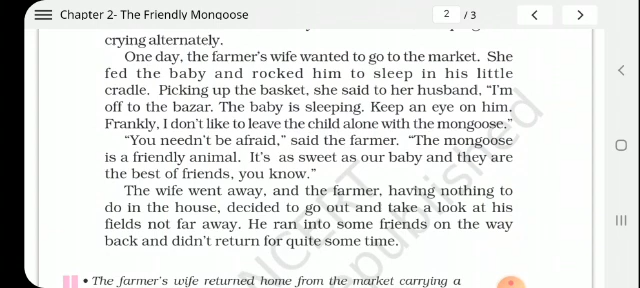 Chapter 2- The Friendly Mongoose
2 / 3
crying alternately.
One day, the farmer's wife wanted to go to the market. She
fed the baby and rocked him to sleep in his little
cradle. Picking up the basket, she said to her husband, “I'm
off to the bazar. The baby is sleeping. Keep an eye on him.
Frankly, I don't like to leave the child alone with the mongoose.”
“You needn't be afraid,” said the farmer. “The mongoose
is a friendly animal. It's as sweet as our baby and they are
the best of friends, you know.”
The wife went away, and the farmer, having nothing to
do in the house, decided to go out and take a look at his
fields not far away. He ran into some friends on the way
back and didn't return for quite some time.
• The farmer's wife returned home from the market carrying a
NCERT
republished